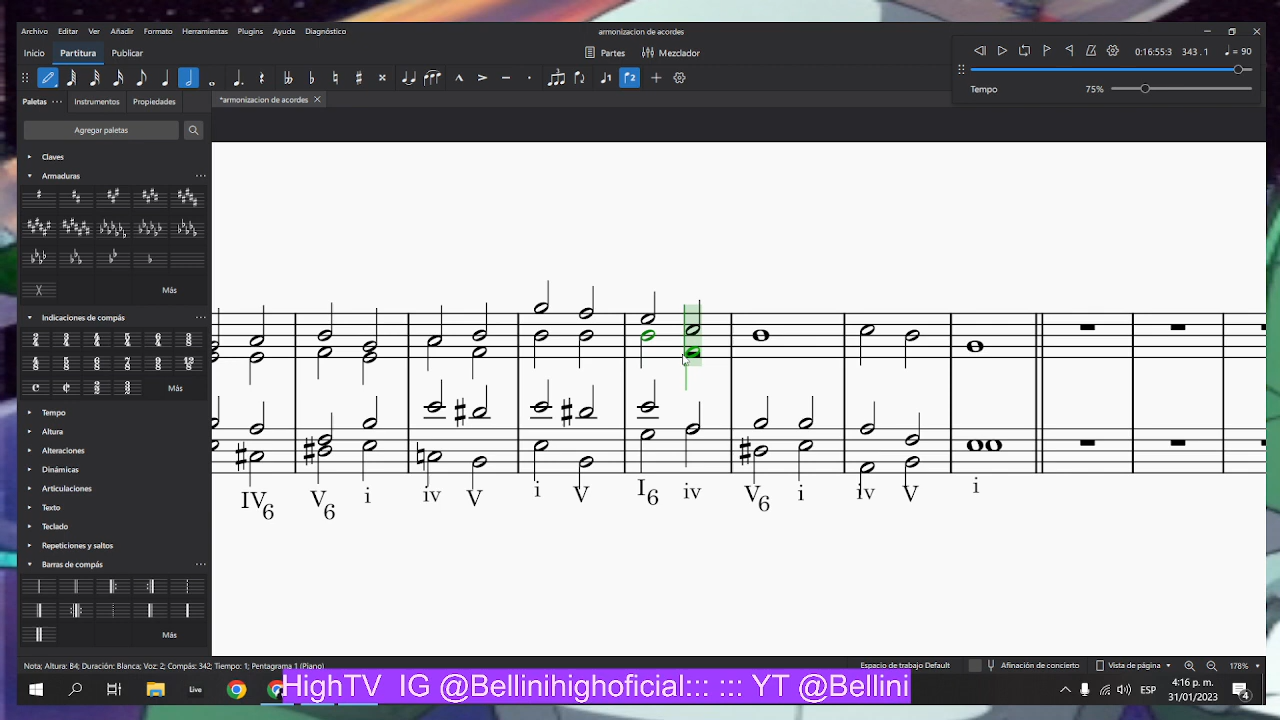 Archivo Editar Ver Añadir Formato Herramientas Plugins Ayuda Diagnóstico armonizacion de acordes
Inicio Partitura Publicar Partes Mezclador 0:16:55:3 343 . 1 = 90
Tempo 75%
Paletas Instrumentos Propiedades *armonizacion de acordes
Agregar paletas
Claves
Armaduras
Más
Indicaciones de compás
Más
Tempo
Altura
Alteraciones
Dinámicas
Articulaciones
Texto
Teclado
Repeticiones y saltos
Barras de compás
Más
IV6 V6 i iv V i V I6 iv V6 i iv V i
Nota; Altura: B4; Duración: Blanca; Voz: 2; Compás: 342; Tiempo: 1; Pentagrama 1 (Piano) Espacio de trabajo Default Afinación de concierto Vista de página 178%
Live HighTV IG @Bellinihighoficial::: ::: YT @Bellini ESP 4:16 p. m.
31/01/2023 4